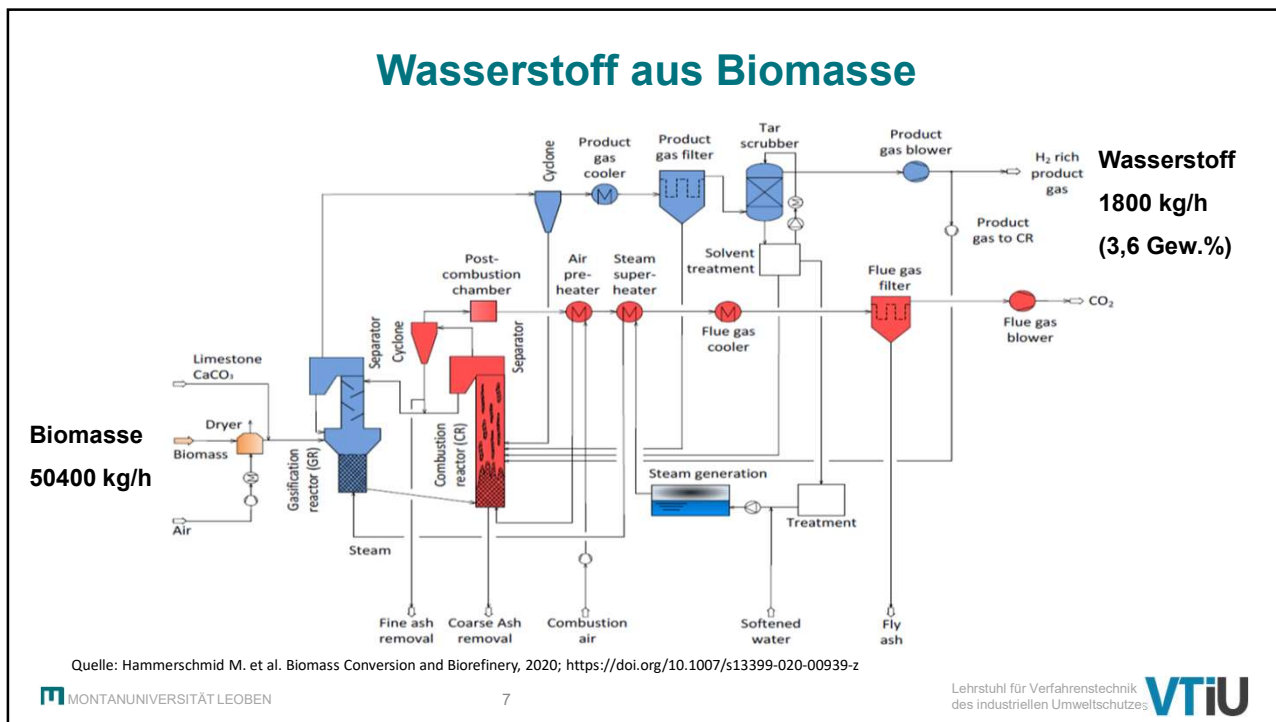 Wasserstoff aus Biomasse
Cyclone
Product
gas
cooler
Product
gas filter
Tar
scrubber
Product
gas blower
H₂ rich
product
gas
Wasserstoff
1800 kg/h
(3,6 Gew.%)
Product
gas to CR
Solvent
treatment
Post-
combustion
chamber
Air
pre-
heater
Steam
super-
heater
Flue gas
cooler
Flue gas
filter
CO₂
Flue gas
blower
Separator
Cyclone
Separator
Limestone
CaCO₃
Dryer
Biomass
Air
Biomasse
50400 kg/h
Gasification
reactor (GR)
Combustion
reactor (CR)
Steam generation
Treatment
Steam
Fine ash
removal
Coarse Ash
removal
Combustion
air
Softened
water
Fly
ash
Quelle: Hammerschmid M. et al. Biomass Conversion and Biorefinery, 2020; https://doi.org/10.1007/s13399-020-00939-z
MONTANUNIVERSITÄT LEOBEN
7
Lehrstuhl für Verfahrenstechnik
des industriellen Umweltschutzes
VTiU